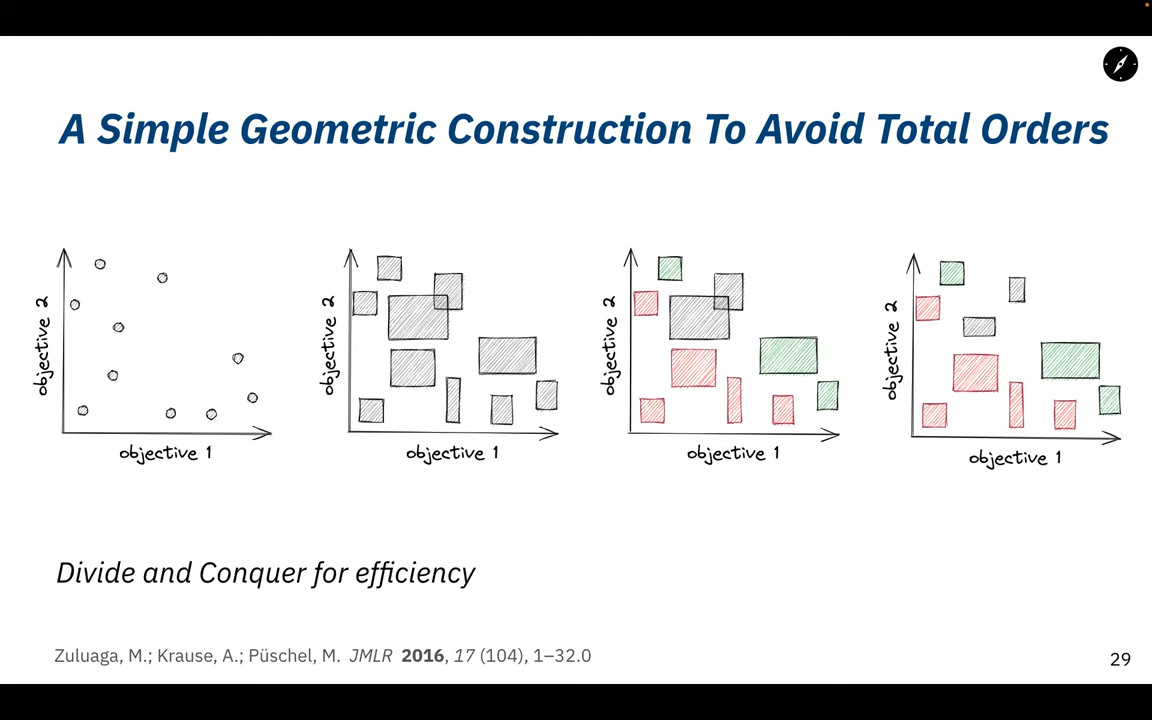 A Simple Geometric Construction To Avoid Total Orders
objective 2
objective 1
objective 2
objective 1
objective 2
objective 1
objective 2
objective 1
Divide and Conquer for efficiency
Zuluaga, M.; Krause, A.; Püschel, M. JMLR 2016, 17 (104), 1–32.0
29